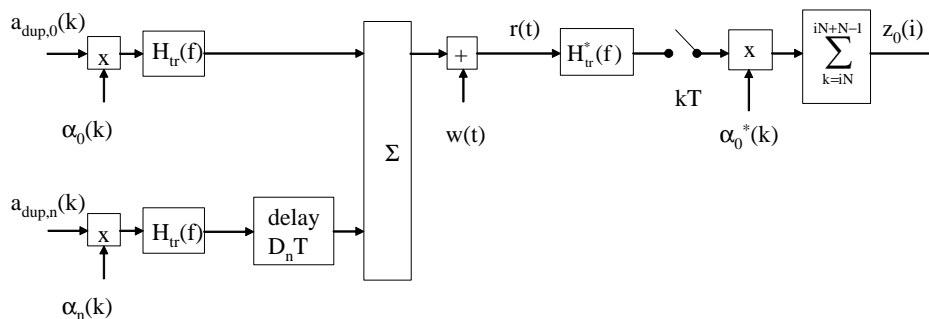 a_dup,0(k)
x
H_tr(f)
α_0(k)
Σ
+
w(t)
r(t)
H*_tr(f)
kT
x
α_0*(k)
iN+N−1
∑
k=iN
z_0(i)
a_dup,n(k)
x
H_tr(f)
delay
D_nT
α_n(k)